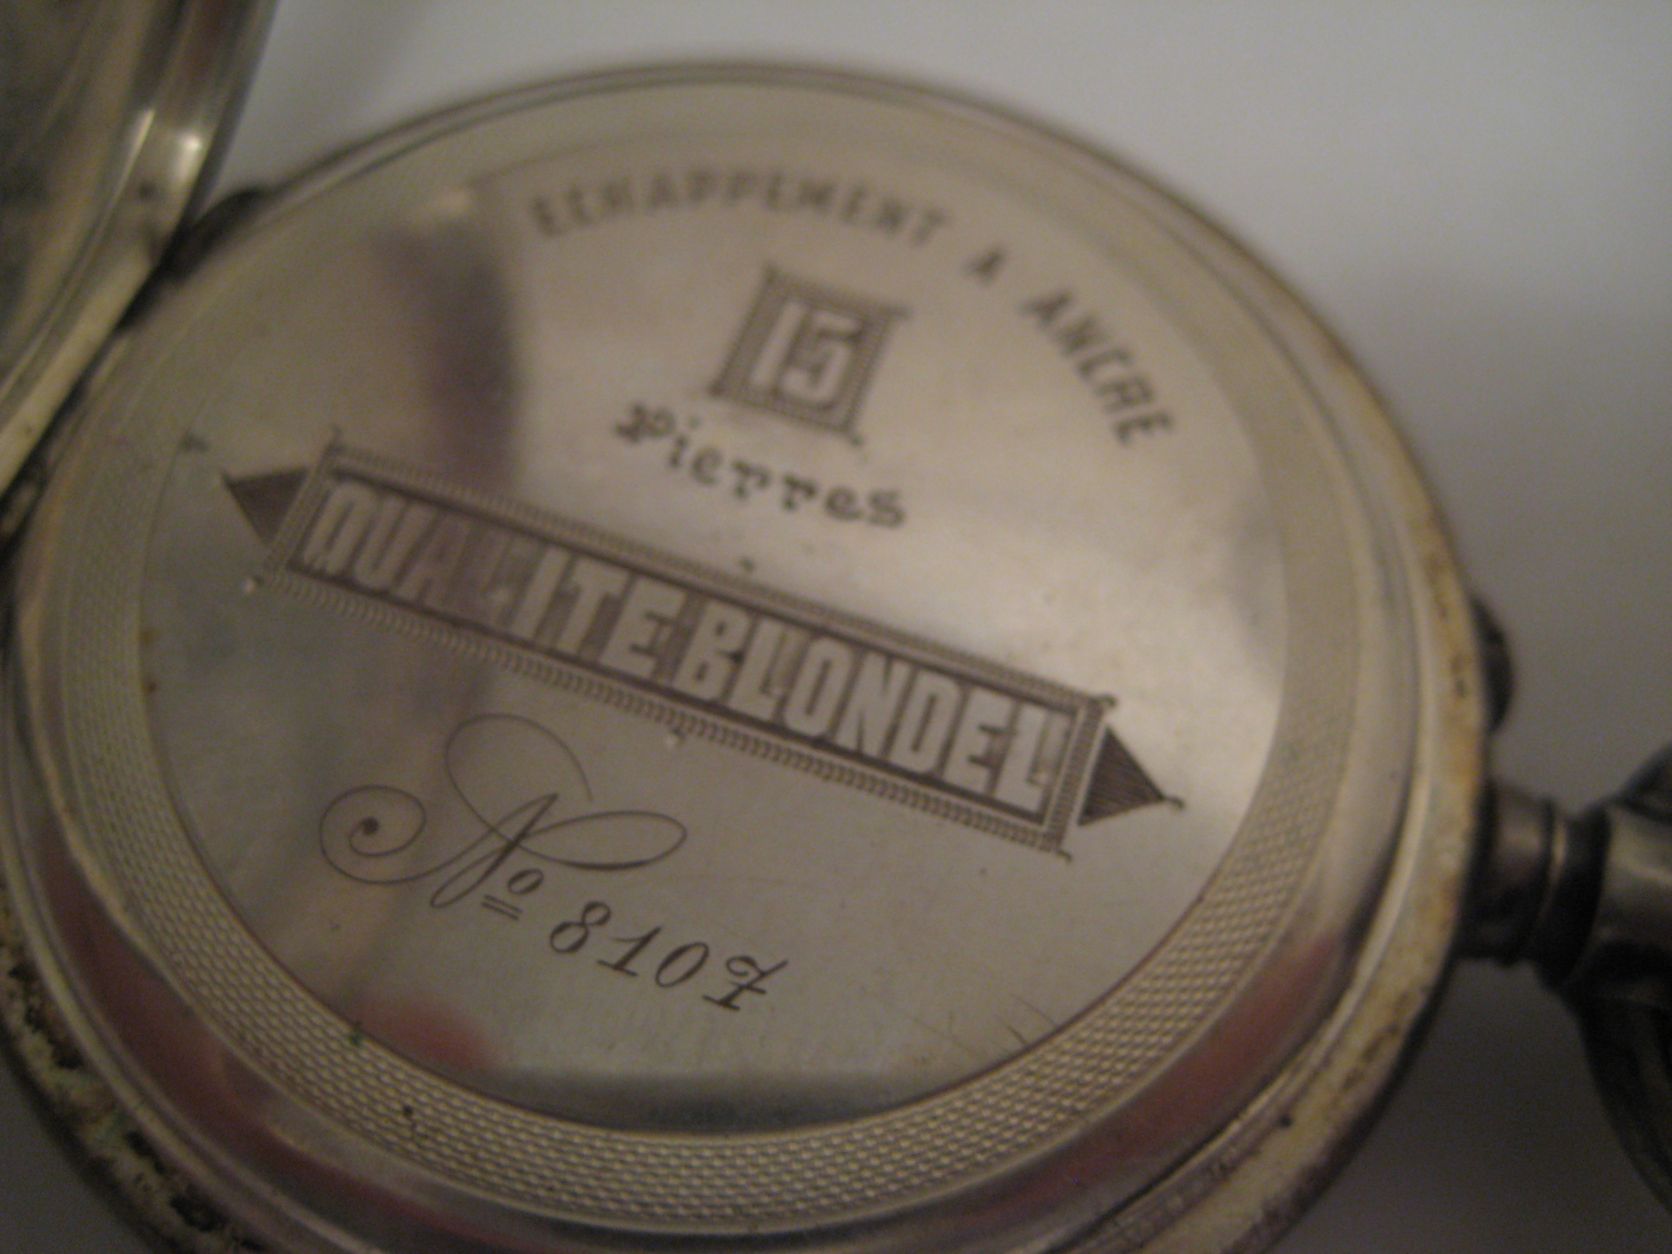 ECHAPPEMENT A ANCRE
15
Pierres
QUALITE BLONDEL
No 8107